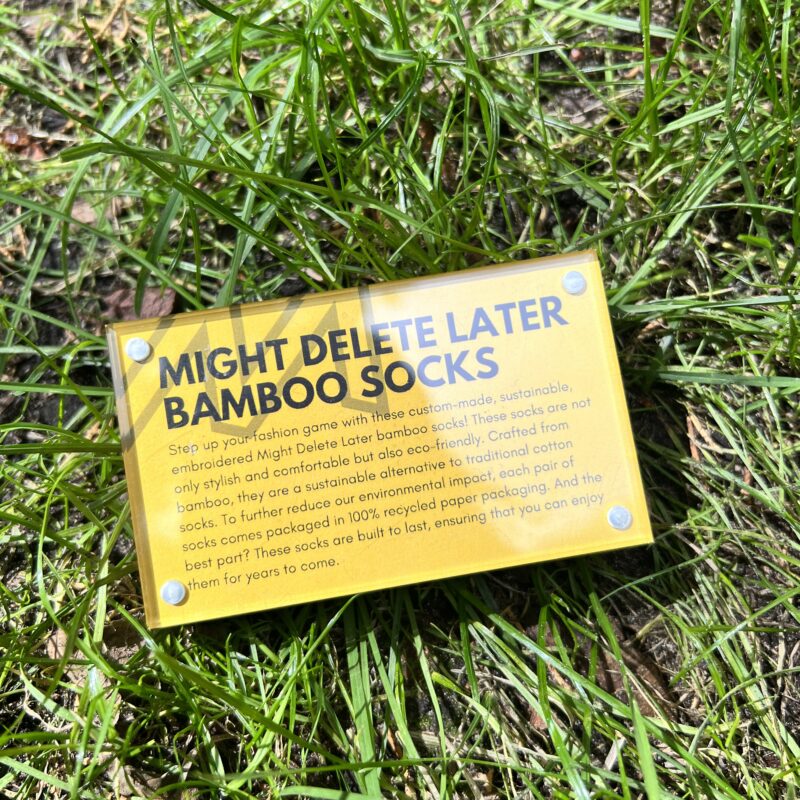 MIGHT DELETE LATER
BAMBOO SOCKS
Step up your fashion game with these custom-made, sustainable,
embroidered Might Delete Later bamboo socks! These socks are not
only stylish and comfortable but also eco-friendly. Crafted from
bamboo, they are a sustainable alternative to traditional cotton
socks. To further reduce our environmental impact, each pair of
socks comes packaged in 100% recycled paper packaging. And the
best part? These socks are built to last, ensuring that you can enjoy
them for years to come.